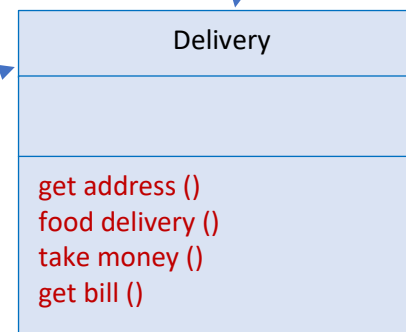 Delivery
get address ()
food delivery ()
take money ()
get bill ()